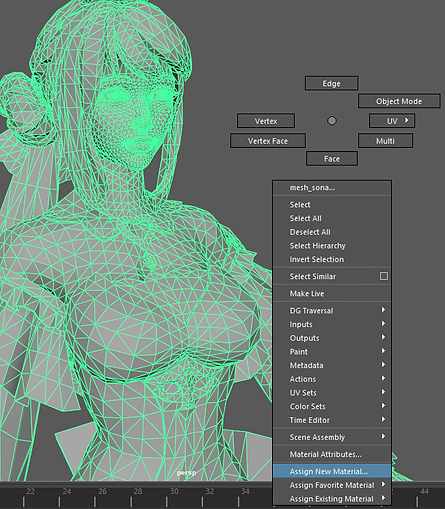 Edge
Object Mode
Vertex
UV
Vertex Face
Multi
Face
mesh_sona...
Select
Select All
Deselect All
Select Hierarchy
Invert Selection
Select Similar
Make Live
DG Traversal
Inputs
Outputs
Paint
Metadata
Actions
UV Sets
Color Sets
Time Editor
Scene Assembly
Material Attributes...
Assign New Material...
Assign Favorite Material
Assign Existing Material
persp
22 24 26 28 30 32 34 44